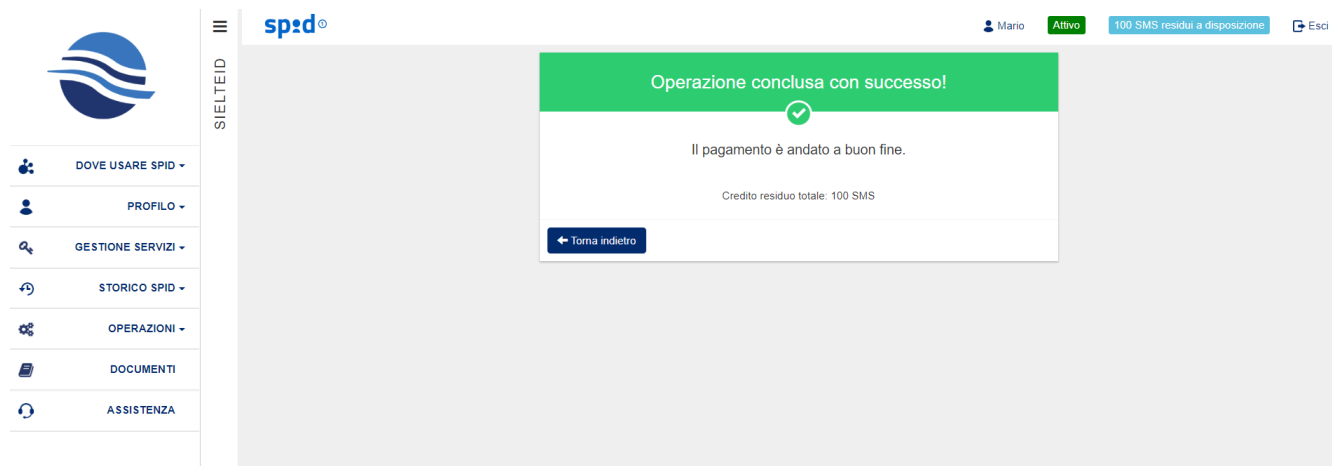 spid
Mario
Attivo
100 SMS residui a disposizione
Esci
SIELTEID
DOVE USARE SPID
PROFILO
GESTIONE SERVIZI
STORICO SPID
OPERAZIONI
DOCUMENTI
ASSISTENZA
Operazione conclusa con successo!
Il pagamento è andato a buon fine.
Credito residuo totale: 100 SMS
Torna indietro